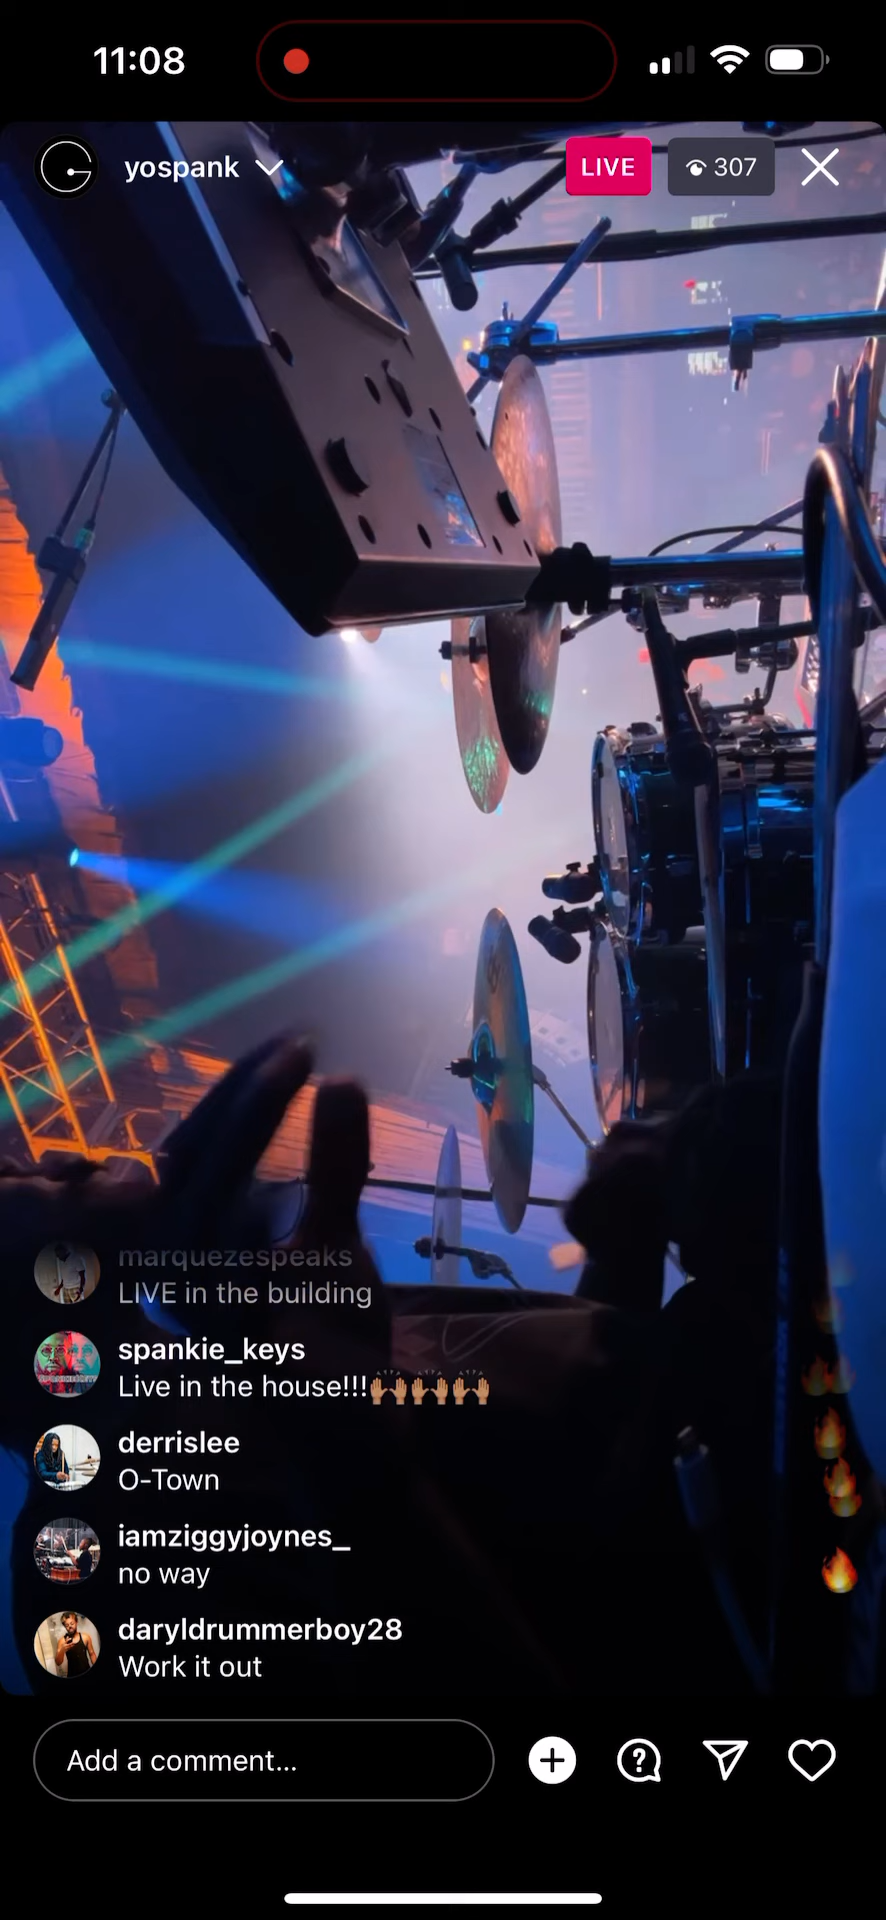 11:08
yospank
LIVE
307
marquezespeaks
LIVE in the building
spankie_keys
Live in the house!!!🙌🏽🙌🏽🙌🏽
derrislee
O-Town
iamziggyjoynes_
no way
daryldrummerboy28
Work it out
Add a comment...